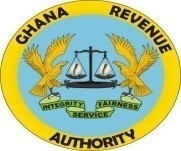 GHANA REVENUE
INTEGRITY FAIRNESS
SERVICE
AUTHORITY